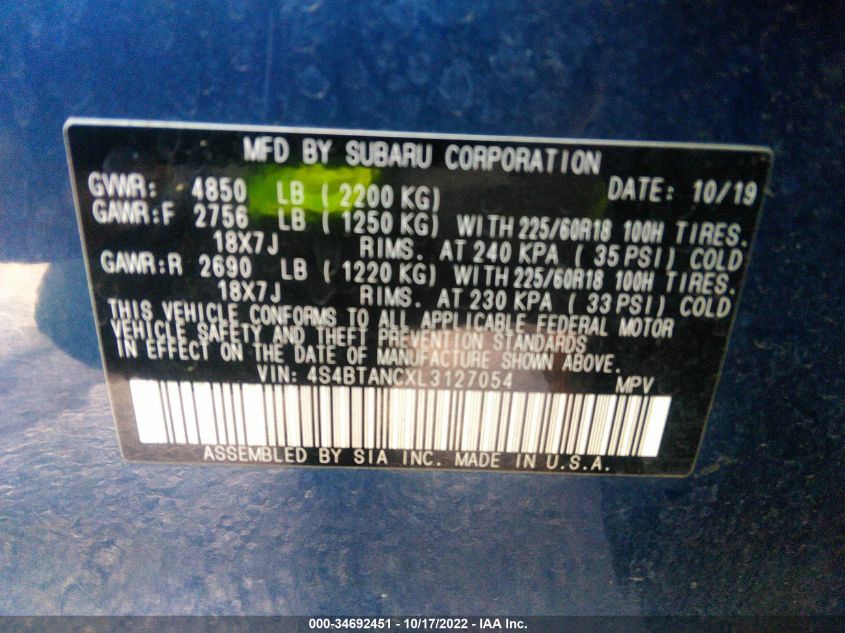 MFD BY SUBARU CORPORATION
GVWR: 4850 LB ( 2200 KG) DATE: 10/19
GAWR:F 2756 LB ( 1250 KG) WITH 225/60R18 100H TIRES.
18X7J RIMS. AT 240 KPA ( 35 PSI) COLD
GAWR:R 2690 LB ( 1220 KG) WITH 225/60R18 100H TIRES.
18X7J RIMS. AT 230 KPA ( 33 PSI) COLD
THIS VEHICLE CONFORMS TO ALL APPLICABLE FEDERAL MOTOR
VEHICLE SAFETY AND THEFT PREVENTION STANDARDS
IN EFFECT ON THE DATE OF MANUFACTURE SHOWN ABOVE.
VIN: 4S4BTANCXL3127054 MPV
ASSEMBLED BY SIA INC. MADE IN U.S.A.
000-34692451 - 10/17/2022 - IAA Inc.